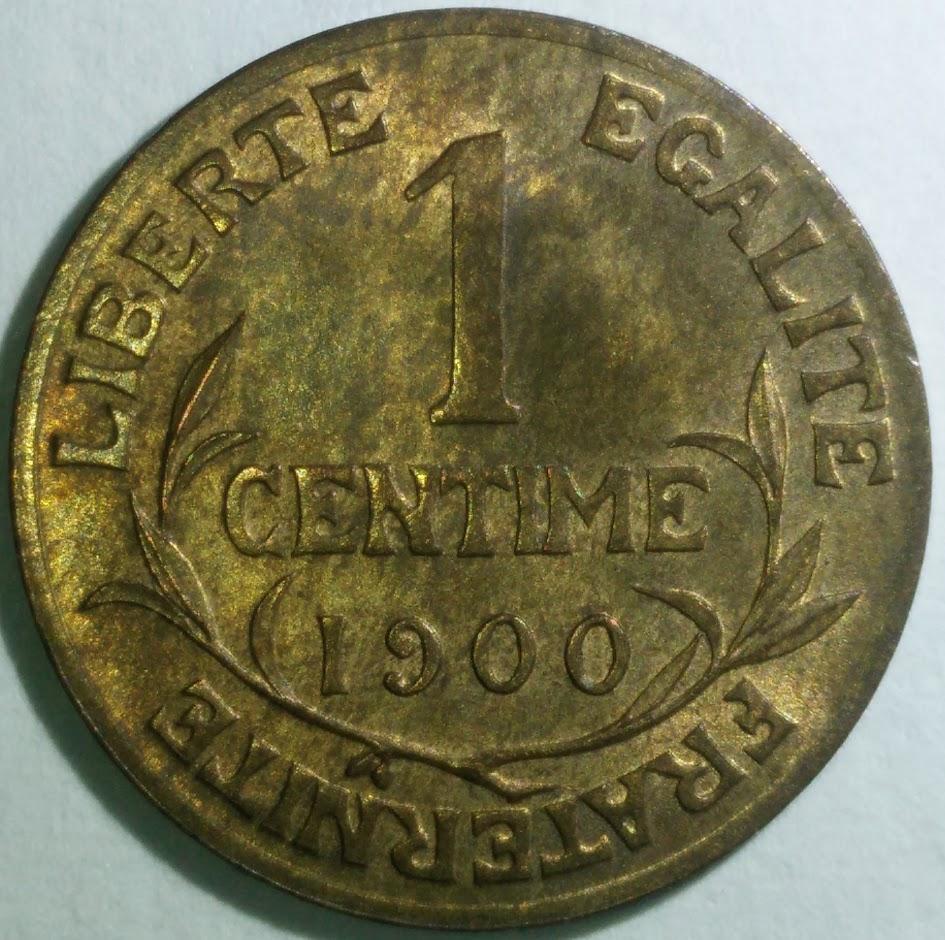 LIBERTE EGALITE FRATERNITE
1
CENTIME
1900